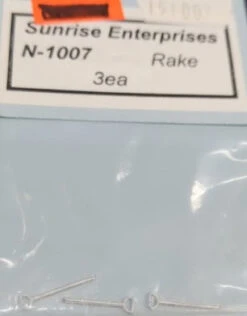 Sunrise Enterprises
N-1007 Rake
3ea